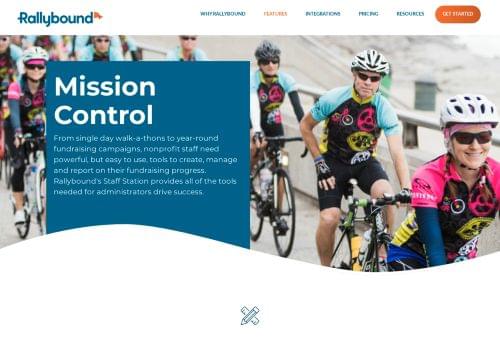 Rallybound
WHY RALLYBOUND
FEATURES
INTEGRATIONS
PRICING
RESOURCES
GET STARTED
Mission
Control
From single day walk-a-thons to year-round
fundraising campaigns, nonprofit staff need
powerful, but easy to use, tools to create, manage
and report on their fundraising progress.
Rallybound's Staff Station provides all of the tools
needed for administrators drive success.